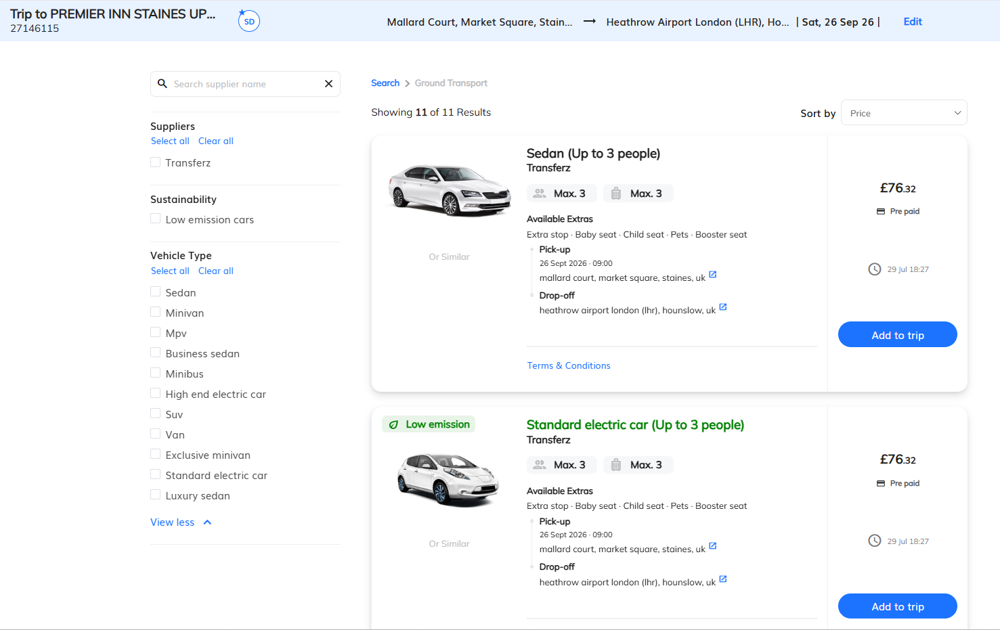 Trip to PREMIER INN STAINES UP...
27146115
SD
Mallard Court, Market Square, Stain...
Heathrow Airport London (LHR), Ho...
| Sat, 26 Sep 26 |
Edit
Search supplier name
Suppliers
Select all Clear all
Transferz
Sustainability
Low emission cars
Vehicle Type
Select all Clear all
Sedan
Minivan
Mpv
Business sedan
Minibus
High end electric car
Suv
Van
Exclusive minivan
Standard electric car
Luxury sedan
View less
Search > Ground Transport
Showing 11 of 11 Results
Sort by Price
Or Similar
Sedan (Up to 3 people)
Transferz
Max. 3 Max. 3
Available Extras
Extra stop · Baby seat · Child seat · Pets · Booster seat
Pick-up
26 Sept 2026 · 09:00
mallard court, market square, staines, uk
Drop-off
heathrow airport london (lhr), hounslow, uk
Terms & Conditions
£76.32
Pre paid
29 Jul 18:27
Add to trip
Low emission
Or Similar
Standard electric car (Up to 3 people)
Transferz
Max. 3 Max. 3
Available Extras
Extra stop · Baby seat · Child seat · Pets · Booster seat
Pick-up
26 Sept 2026 · 09:00
mallard court, market square, staines, uk
Drop-off
heathrow airport london (lhr), hounslow, uk
£76.32
Pre paid
29 Jul 18:27
Add to trip